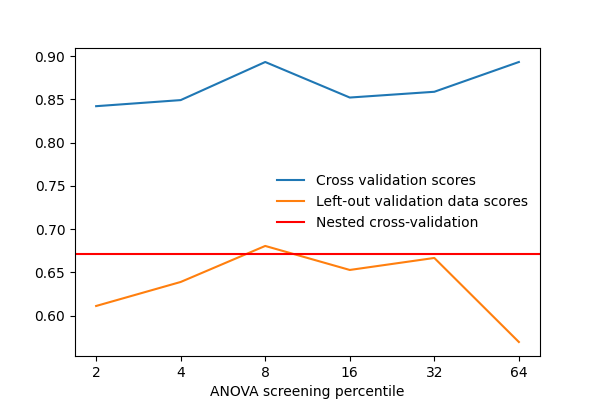 0.90
0.85
0.80
0.75
0.70
0.65
0.60
Cross validation scores
Left-out validation data scores
Nested cross-validation
2 4 8 16 32 64
ANOVA screening percentile